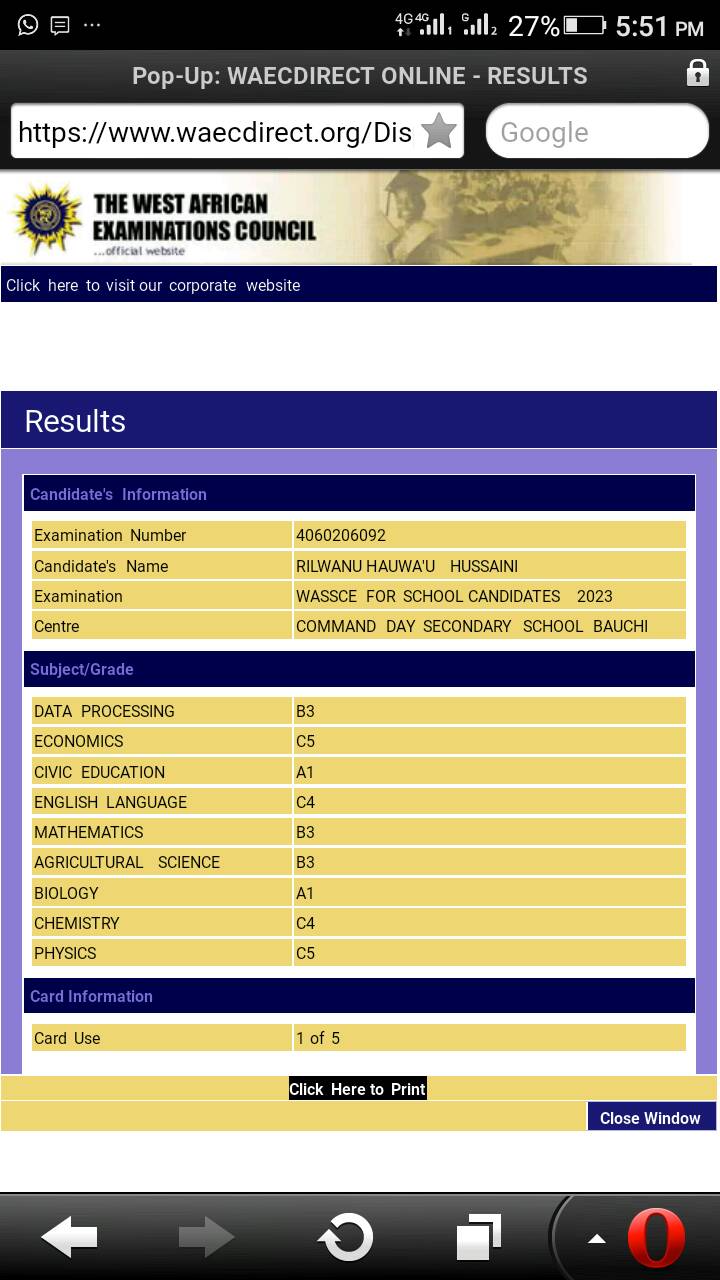 4G 4G 1 G 2 27% 5:51 PM
Pop-Up: WAECDIRECT ONLINE - RESULTS
https://www.waecdirect.org/Dis Google
THE WEST AFRICAN
EXAMINATIONS COUNCIL
...official website
Click here to visit our corporate website
Results
Candidate's Information
Examination Number 4060206092
Candidate's Name RILWANU HAUWA'U HUSSAINI
Examination WASSCE FOR SCHOOL CANDIDATES 2023
Centre COMMAND DAY SECONDARY SCHOOL BAUCHI
Subject/Grade
DATA PROCESSING B3
ECONOMICS C5
CIVIC EDUCATION A1
ENGLISH LANGUAGE C4
MATHEMATICS B3
AGRICULTURAL SCIENCE B3
BIOLOGY A1
CHEMISTRY C4
PHYSICS C5
Card Information
Card Use 1 of 5
Click Here to Print
Close Window